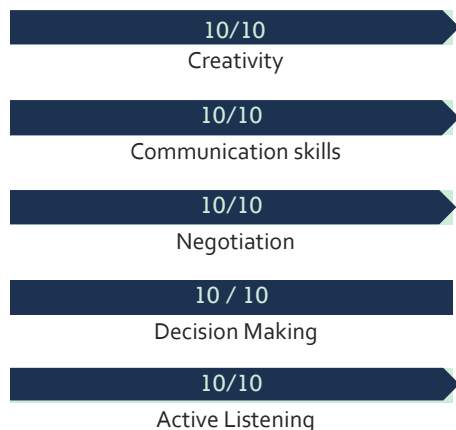 10/10
Creativity
10/10
Communication skills
10/10
Negotiation
10 / 10
Decision Making
10/10
Active Listening